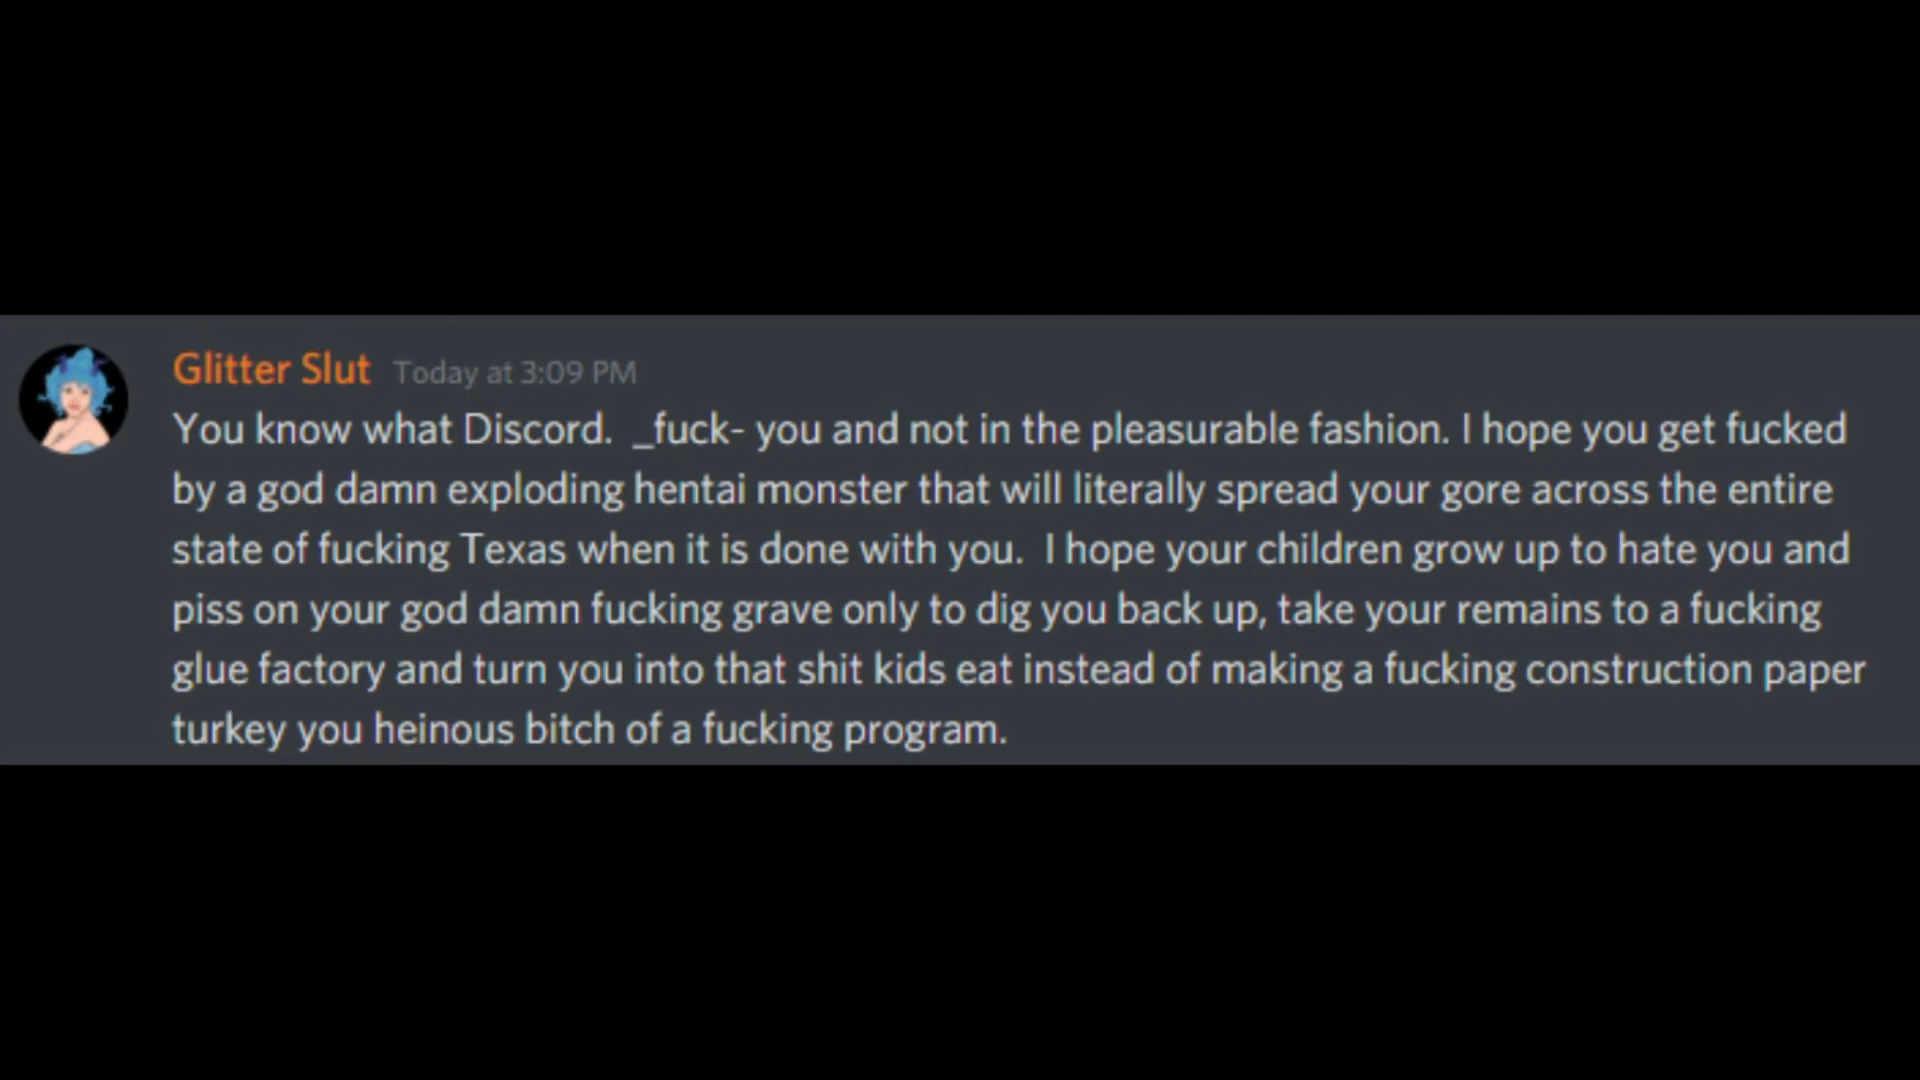 Glitter Slut Today at 3:09 PM
You know what Discord.  _fuck- you and not in the pleasurable fashion. I hope you get fucked
by a god damn exploding hentai monster that will literally spread your gore across the entire
state of fucking Texas when it is done with you.  I hope your children grow up to hate you and
piss on your god damn fucking grave only to dig you back up, take your remains to a fucking
glue factory and turn you into that shit kids eat instead of making a fucking construction paper
turkey you heinous bitch of a fucking program.